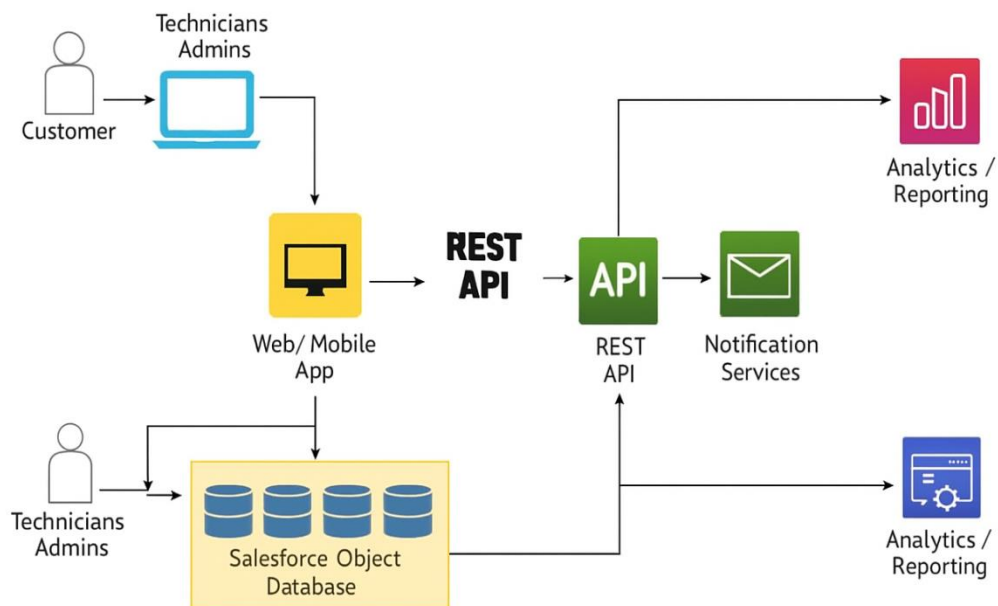 Technicians
Admins
Customer
Analytics /
Reporting
REST
API
API
Web/ Mobile
App
REST
API
Notification
Services
Technicians
Admins
Salesforce Object
Database
Analytics /
Reporting